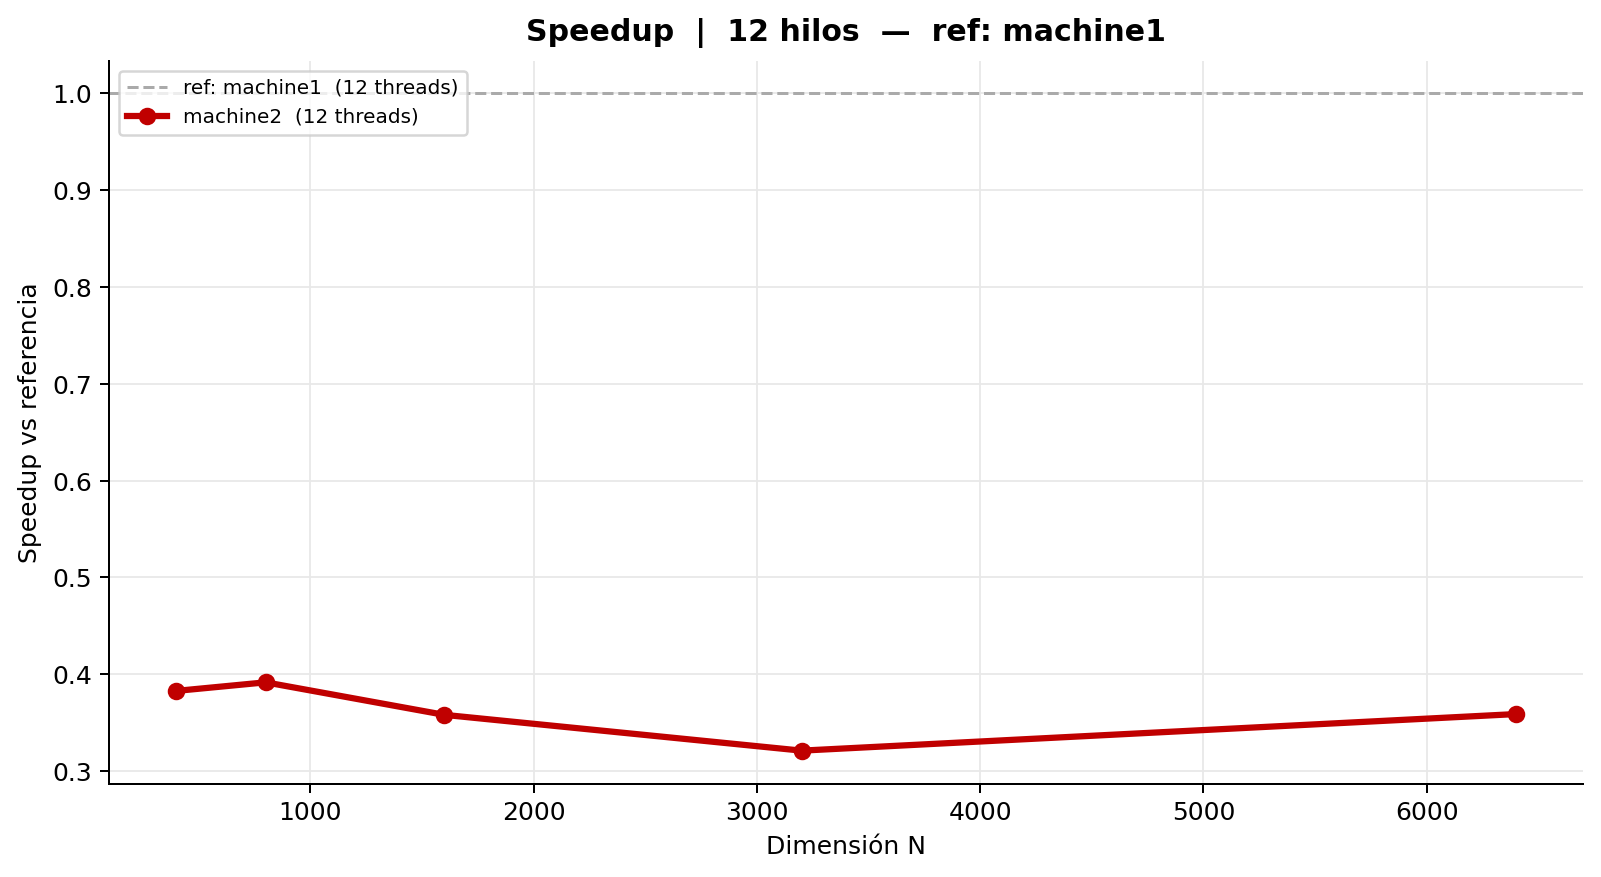 Speedup | 12 hilos — ref: machine1
ref: machine1 (12 threads)
machine2 (12 threads)
Speedup vs referencia
1.0
0.9
0.8
0.7
0.6
0.5
0.4
0.3
1000 2000 3000 4000 5000 6000
Dimensión N